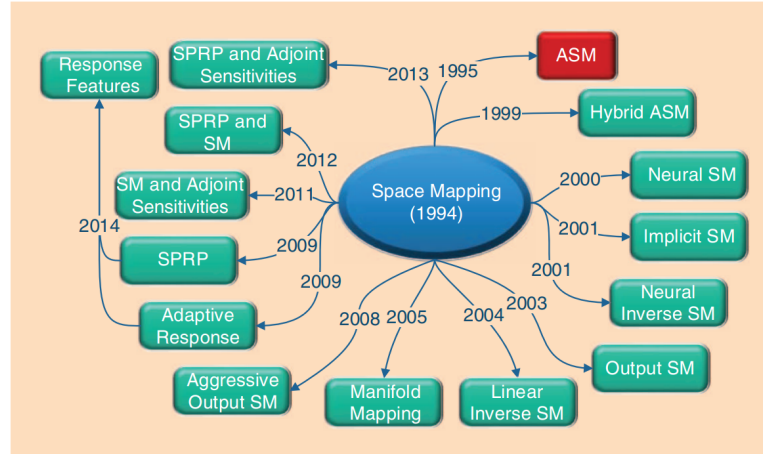 SPRP and Adjoint
Sensitivities
2013
1995
ASM
Response
Features
1999
Hybrid ASM
SPRP and
SM
2012
Space Mapping
(1994)
2000
Neural SM
SM and Adjoint
Sensitivities
2011
2001
Implicit SM
2014
SPRP
2009
2009
2001
Neural
Inverse SM
Adaptive
Response
2008
2005
2004
2003
Output SM
Aggressive
Output SM
Manifold
Mapping
Linear
Inverse SM